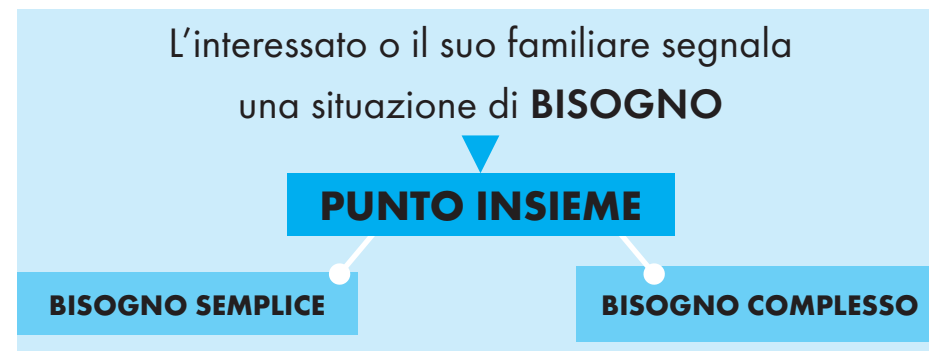 L’interessato o il suo familiare segnala
una situazione di BISOGNO
PUNTO INSIEME
BISOGNO SEMPLICE
BISOGNO COMPLESSO